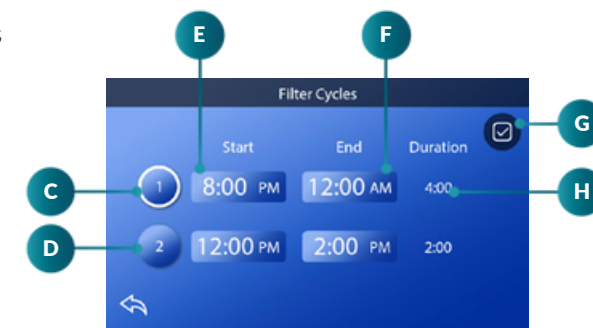 s
E
F
Filter Cycles
G
Start End Duration
C 1 8:00 PM 12:00 AM 4:00 H
D 2 12:00 PM 2:00 PM 2:00